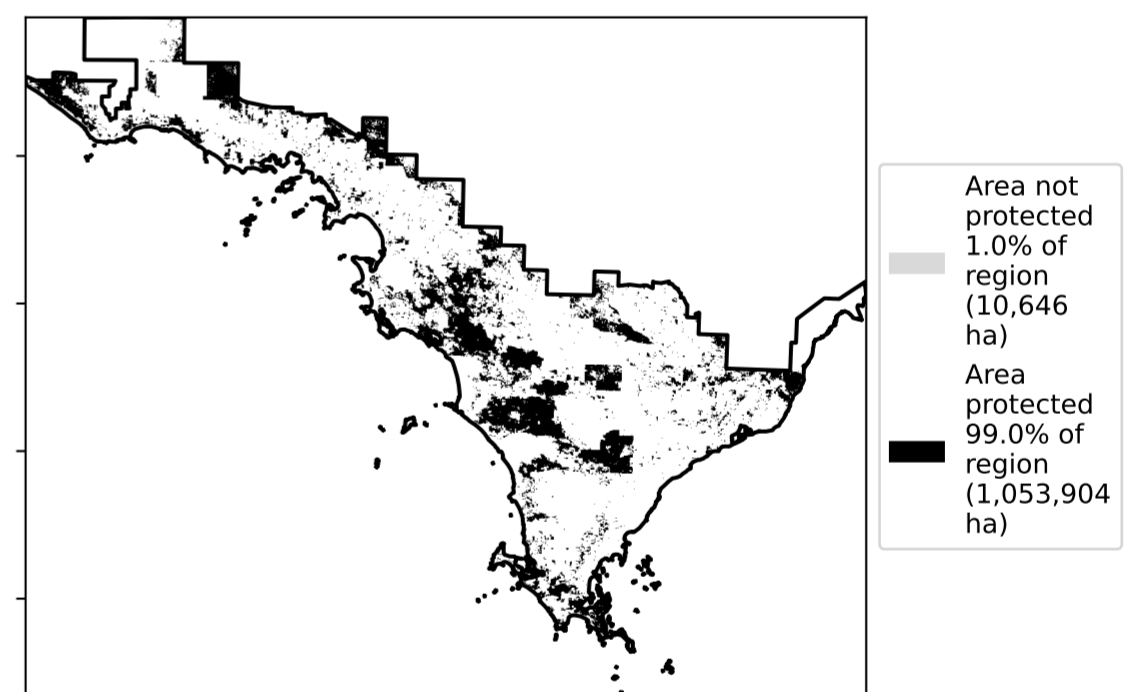 Area not
protected
1.0% of
region
(10,646
ha)
Area
protected
99.0% of
region
(1,053,904
ha)